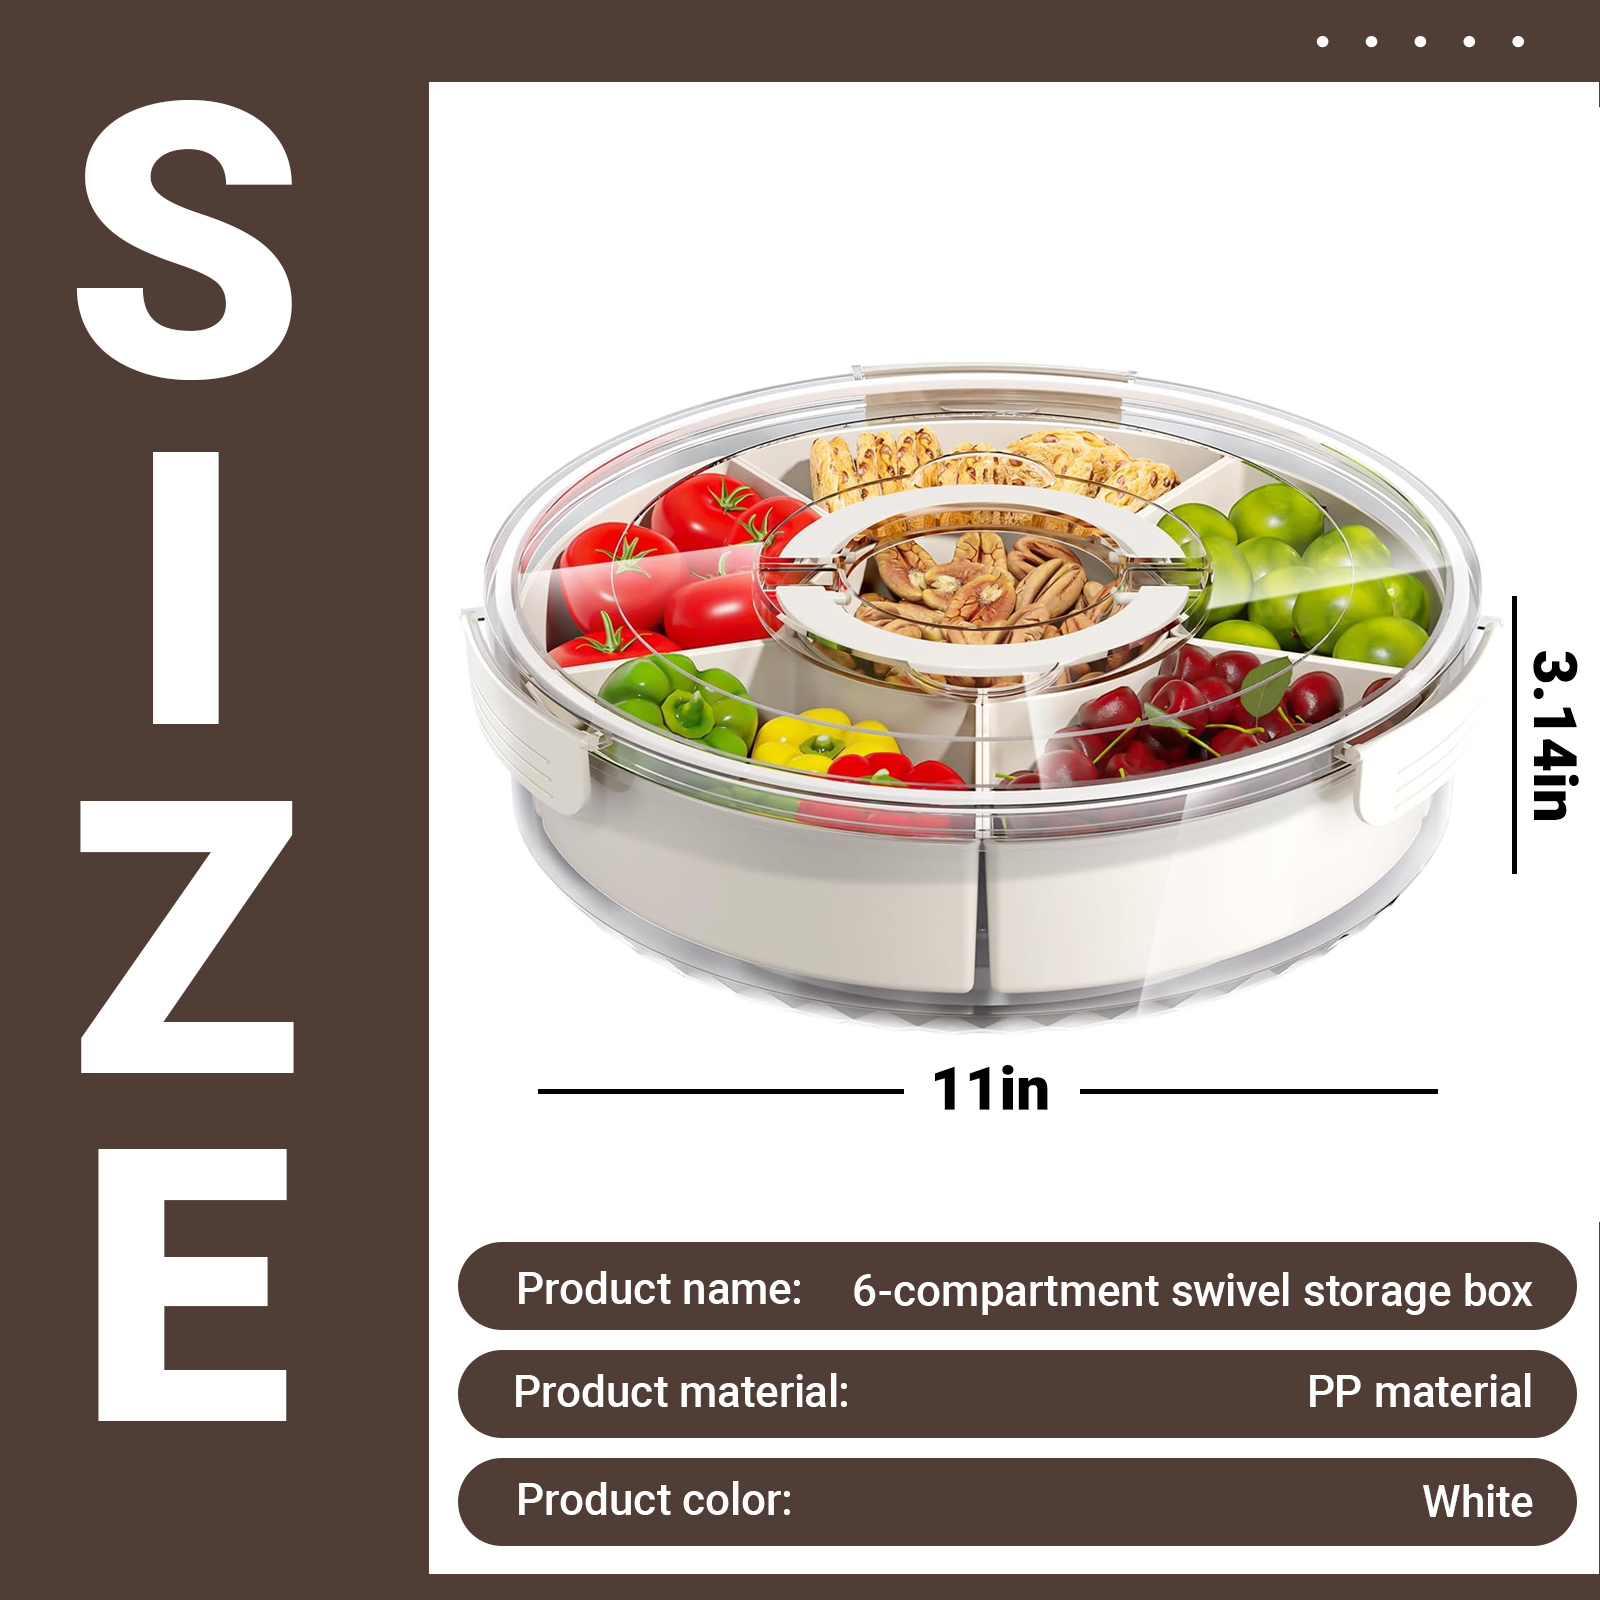 SIZE
3.14in
11in
Product name: 6-compartment swivel storage box
Product material: PP material
Product color: White